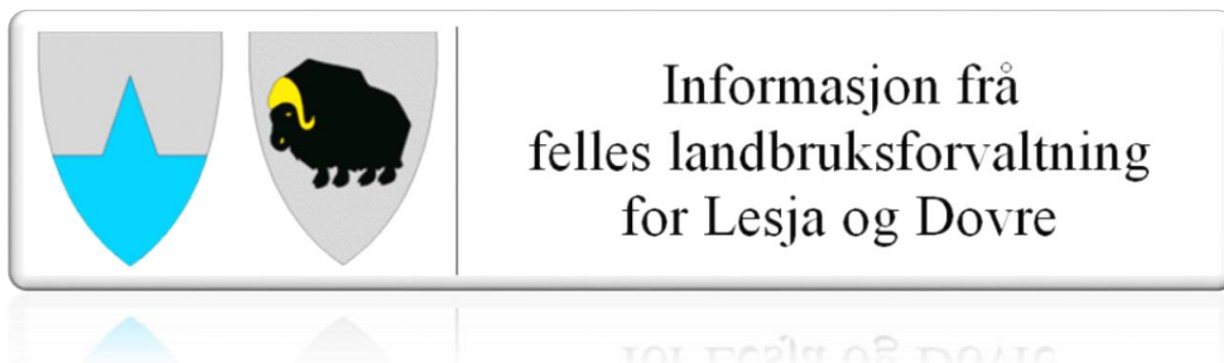 Informasjon frå
felles landbruksforvaltning
for Lesja og Dovre